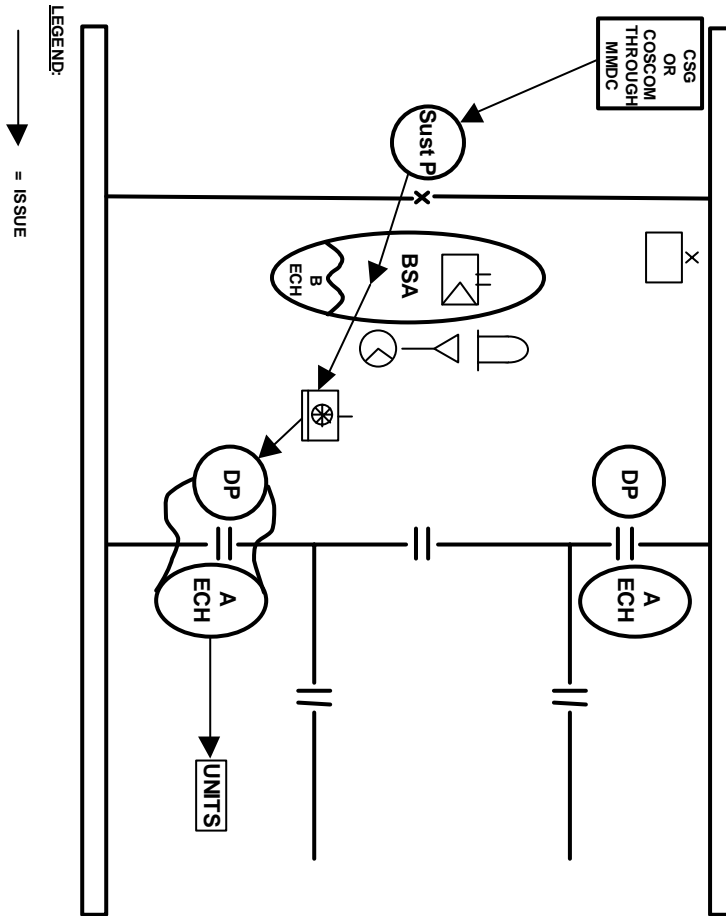 CSG
OR
COSCOM
THROUGH
MMDC
Sust P
X
X
BSA
B
ECH
DP
DP
A
ECH
A
ECH
UNITS
LEGEND:
= ISSUE